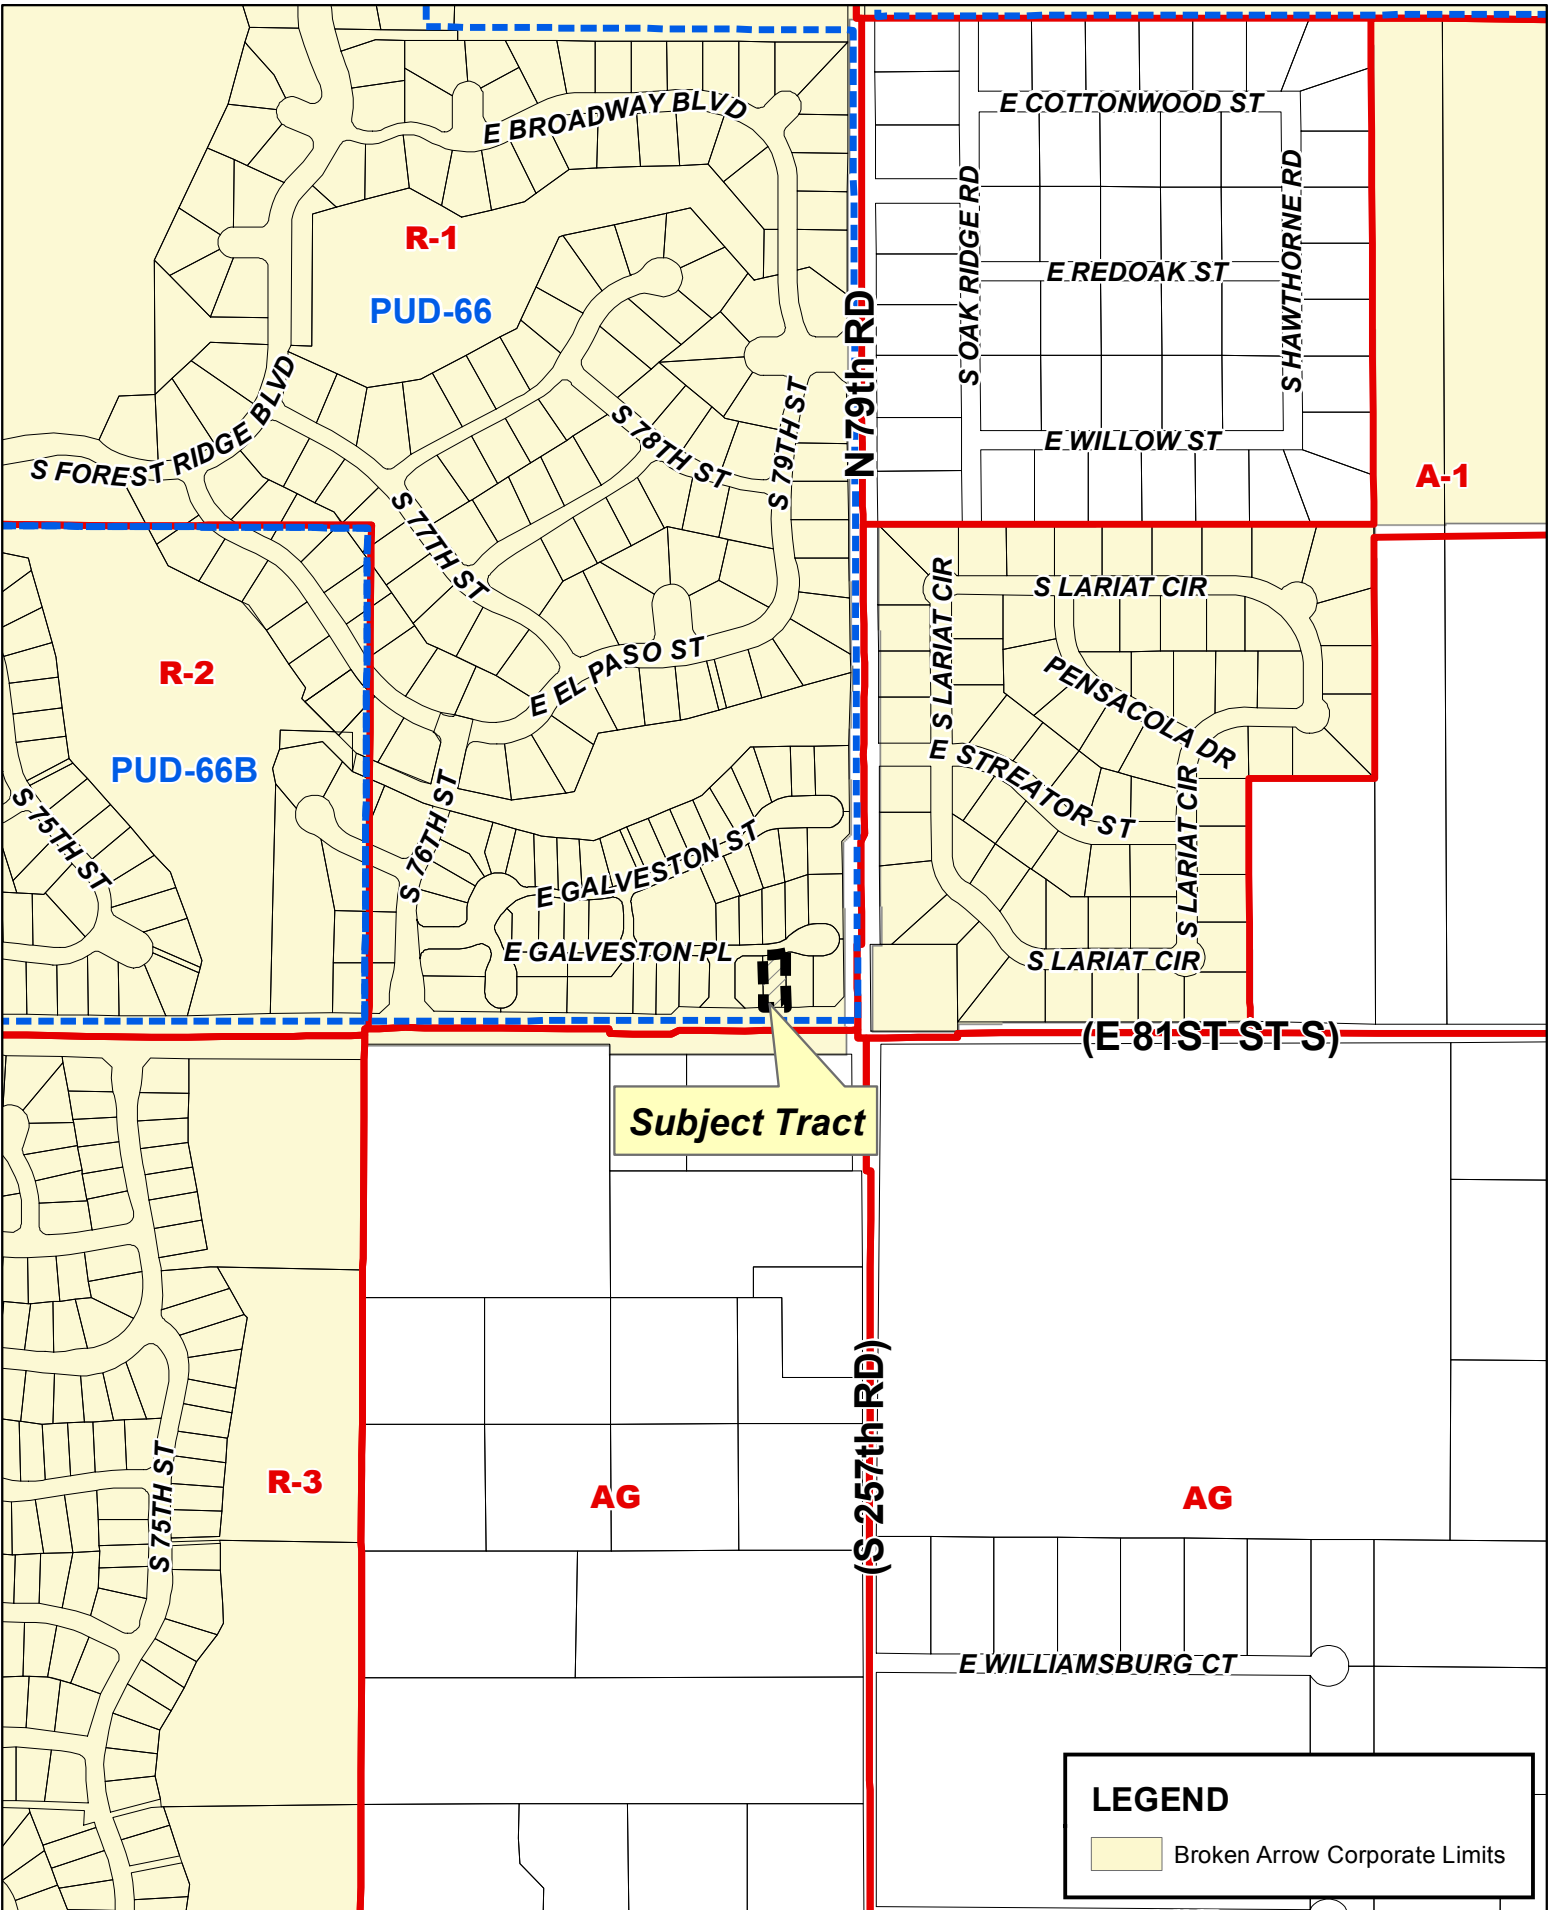 E COTTONWOOD ST
E BROADWAY BLVD
S OAK RIDGE RD
S HAWTHORNE RD
R-1
E REDOAK ST
PUD-66
N 79th RD
S FOREST RIDGE BLVD
S 78TH ST
S 79TH ST
E WILLOW ST
A-1
S 77TH ST
S LARIAT CIR
S LARIAT CIR
R-2
E EL PASO ST
PENSACOLA DR
PUD-66B
E STREATOR ST
S 75TH ST
S 76TH ST
E GALVESTON ST
S LARIAT CIR
E GALVESTON PL
S LARIAT CIR
(E 81ST ST S)
Subject Tract
(S 257th RD)
S 75TH ST
R-3
AG
AG
E WILLIAMSBURG CT
LEGEND
Broken Arrow Corporate Limits